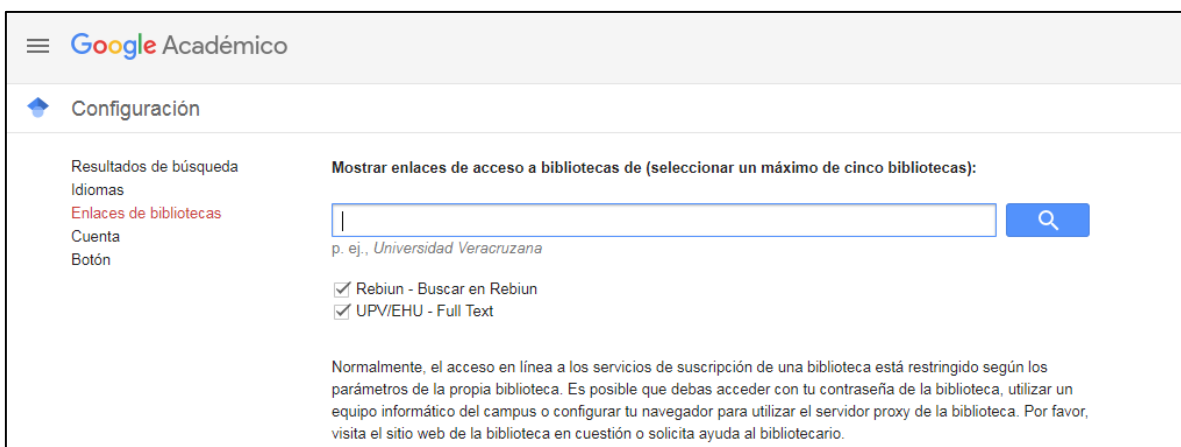 Google Académico
Configuración
Resultados de búsqueda
Idiomas
Enlaces de bibliotecas
Cuenta
Botón
Mostrar enlaces de acceso a bibliotecas de (seleccionar un máximo de cinco bibliotecas):
p. ej., Universidad Veracruzana
Rebiun - Buscar en Rebiun
UPV/EHU - Full Text
Normalmente, el acceso en línea a los servicios de suscripción de una biblioteca está restringido según los
parámetros de la propia biblioteca. Es posible que debas acceder con tu contraseña de la biblioteca, utilizar un
equipo informático del campus o configurar tu navegador para utilizar el servidor proxy de la biblioteca. Por favor,
visita el sitio web de la biblioteca en cuestión o solicita ayuda al bibliotecario.